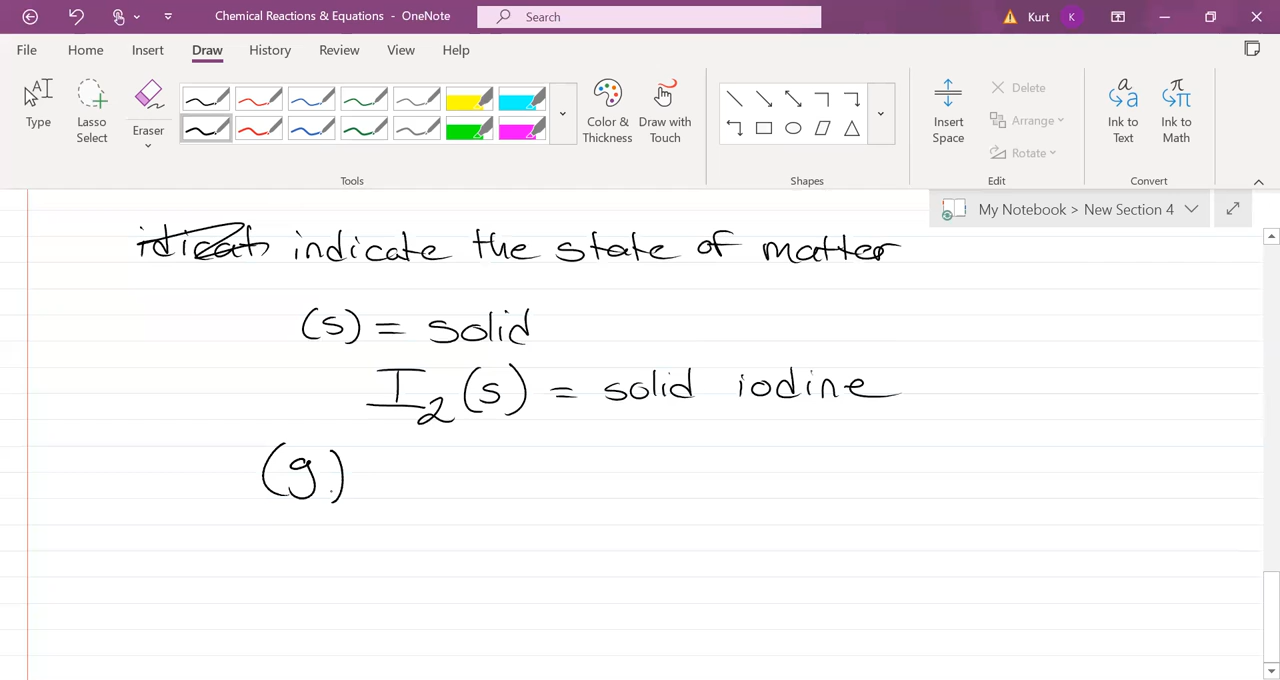 Chemical Reactions & Equations - OneNote
Search
Kurt
K
File Home Insert Draw History Review View Help
Type
Lasso Select
Eraser
Color & Thickness
Draw with Touch
Insert Space
Delete
Arrange
Rotate
Ink to Text
Ink to Math
Tools
Shapes
Edit
Convert
My Notebook > New Section 4
indicate the state of matter
(s) = solid
I₂(s) = solid iodine
(g)